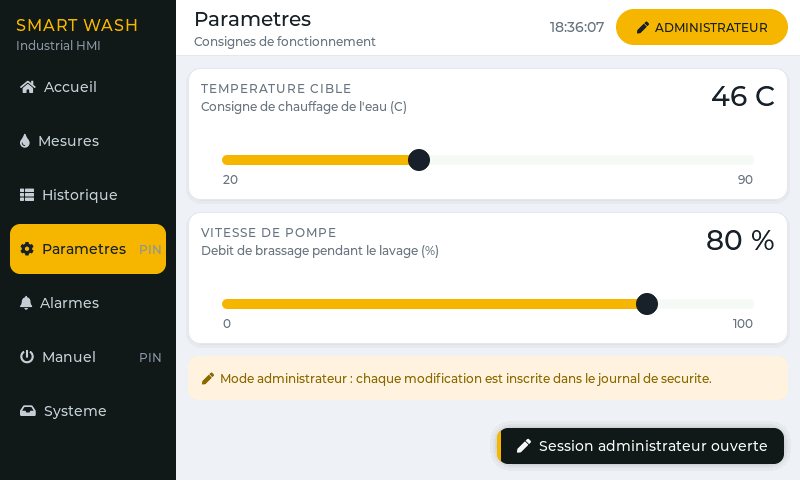 SMART WASH
Industrial HMI
Accueil
Mesures
Historique
Parametres PIN
Alarmes
Manuel PIN
Systeme
Parametres
Consignes de fonctionnement
18:36:07
ADMINISTRATEUR
TEMPERATURE CIBLE
Consigne de chauffage de l'eau (C)
46 C
20 90
VITESSE DE POMPE
Debit de brassage pendant le lavage (%)
80 %
0 100
Mode administrateur : chaque modification est inscrite dans le journal de securite.
Session administrateur ouverte